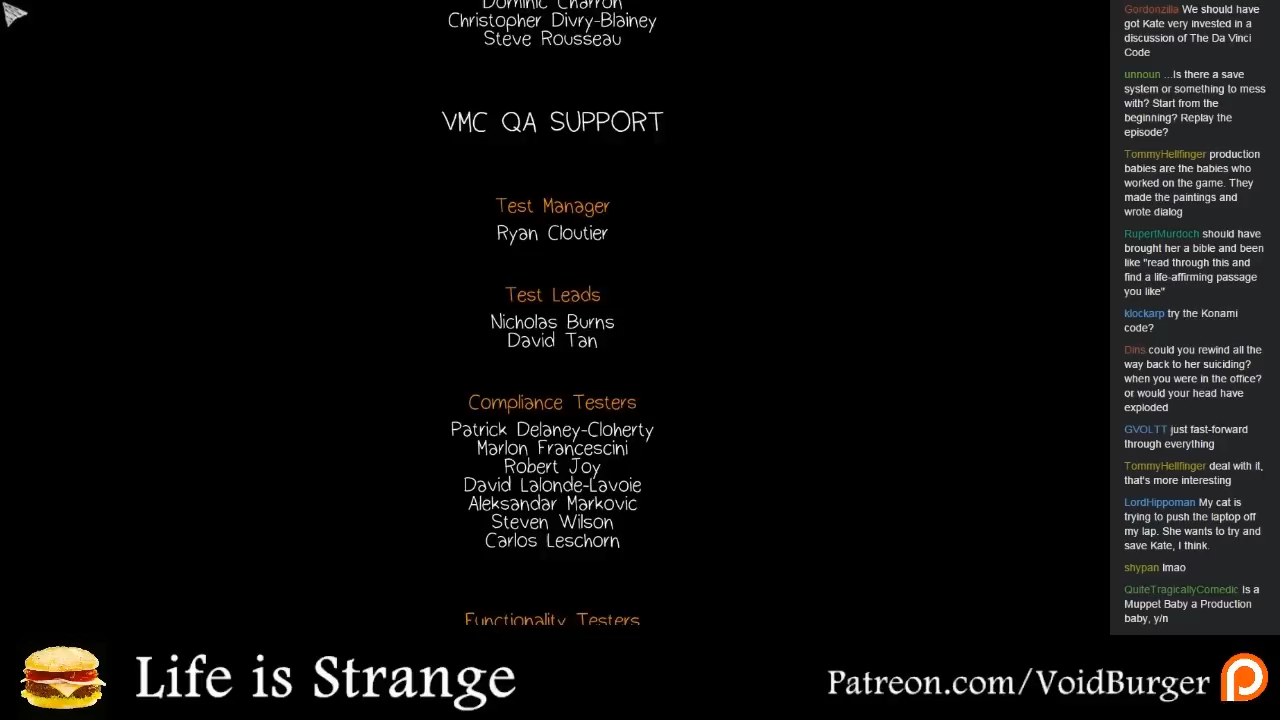 Dominic Charron
Christopher Divry-Blainey
Steve Rousseau
VMC QA SUPPORT
Test Manager
Ryan Cloutier
Test Leads
Nicholas Burns
David Tan
Compliance Testers
Patrick Delaney-Cloherty
Marlon Francescini
Robert Joy
David Lalonde-Lavoie
Aleksandar Markovic
Steven Wilson
Carlos Leschorn
Functionality Testers
Gordonzilla We should have
got Kate very invested in a
discussion of The Da Vinci
Code
unnoun ...Is there a save
system or something to mess
with? Start from the
beginning? Replay the
episode?
TommyHellfinger production
babies are the babies who
worked on the game. They
made the paintings and
wrote dialog
RupertMurdoch should have
brought her a bible and been
like "read through this and
find a life-affirming passage
you like"
klockarp try the Konami
code?
Dins could you rewind all the
way back to her suiciding?
when you were in the office?
or would your head have
exploded
GVOLTT just fast-forward
through everything
TommyHellfinger deal with it,
that's more interesting
LordHippoman My cat is
trying to push the laptop off
my lap. She wants to try and
save Kate, I think.
shypan lmao
QuiteTragicallyComedic Is a
Muppet Baby a Production
baby, y/n
Life is Strange
Patreon.com/VoidBurger